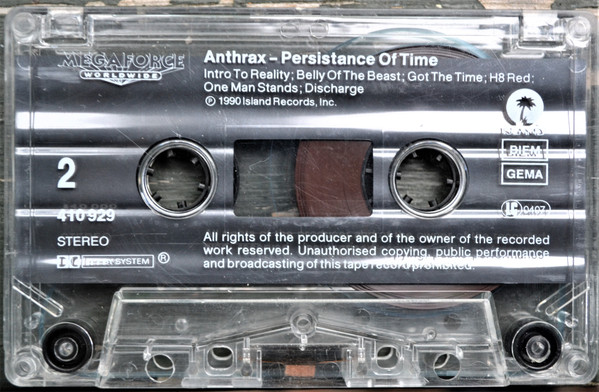 MEGAFORCE
WORLDWIDE
Anthrax – Persistance Of Time
Intro To Reality; Belly Of The Beast; Got The Time; H8 Red;
One Man Stands; Discharge
℗ 1990 Island Records, Inc.
ISLAND
BIEM
GEMA
2
410 929
STEREO
SYSTEM ®
All rights of the producer and of the owner of the recorded
work reserved. Unauthorised copying, public performance
and broadcasting of this tape record prohibited.